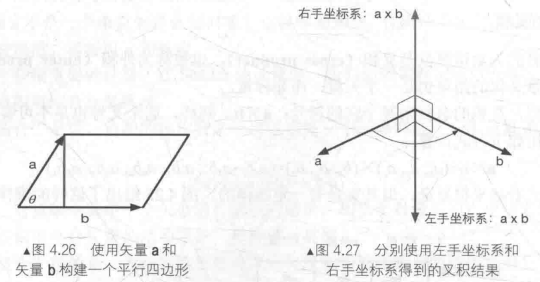 右手坐标系：a x b
a
θ
b
a
b
左手坐标系：a x b
▲图 4.26　使用矢量 a 和
矢量 b 构建一个平行四边形
▲图 4.27　分别使用左手坐标系和
右手坐标系得到的叉积结果